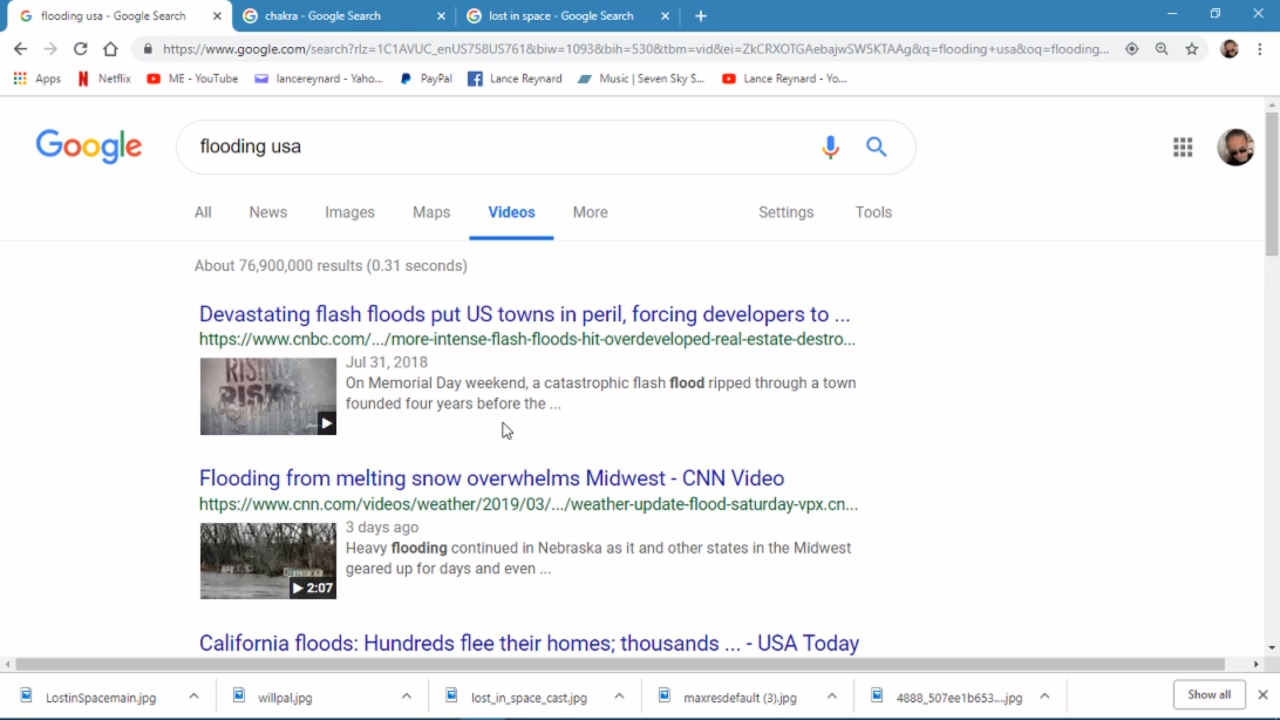 flooding usa - Google Search
chakra - Google Search
lost in space - Google Search
https://www.google.com/search?rlz=1C1AVUC_enUS758US761&biw=1093&bih=530&tbm=vid&ei=ZkCRXOTGAebajwSW5KTAAg&q=flooding+usa&oq=flooding...
Apps
Netflix
ME - YouTube
lancereynard - Yaho...
PayPal
Lance Reynard
Music | Seven Sky S...
Lance Reynard - Yo...
Google
flooding usa
All News Images Maps Videos More Settings Tools
About 76,900,000 results (0.31 seconds)
Devastating flash floods put US towns in peril, forcing developers to ...
https://www.cnbc.com/.../more-intense-flash-floods-hit-overdeveloped-real-estate-destro...
RISING
RISKS
Jul 31, 2018
On Memorial Day weekend, a catastrophic flash flood ripped through a town
founded four years before the ...
Flooding from melting snow overwhelms Midwest - CNN Video
https://www.cnn.com/videos/weather/2019/03/.../weather-update-flood-saturday-vpx.cn...
2:07
3 days ago
Heavy flooding continued in Nebraska as it and other states in the Midwest
geared up for days and even ...
California floods: Hundreds flee their homes; thousands ... - USA Today
LostinSpacemain.jpg
willpal.jpg
lost_in_space_cast.jpg
maxresdefault (3).jpg
4888_507ee1b653....jpg
Show all